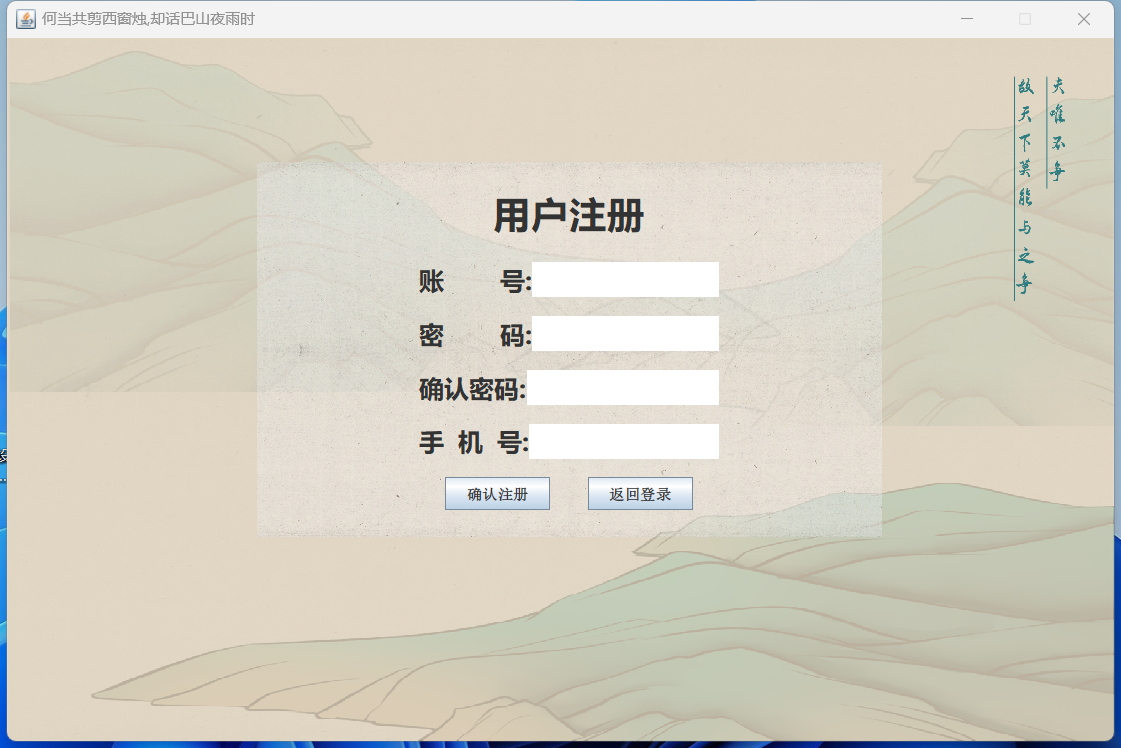 何当共剪西窗烛,却话巴山夜雨时
夫唯不争
故天下莫能与之争
用户注册
账 号:
密 码:
确认密码:
手 机 号:
确认注册
返回登录